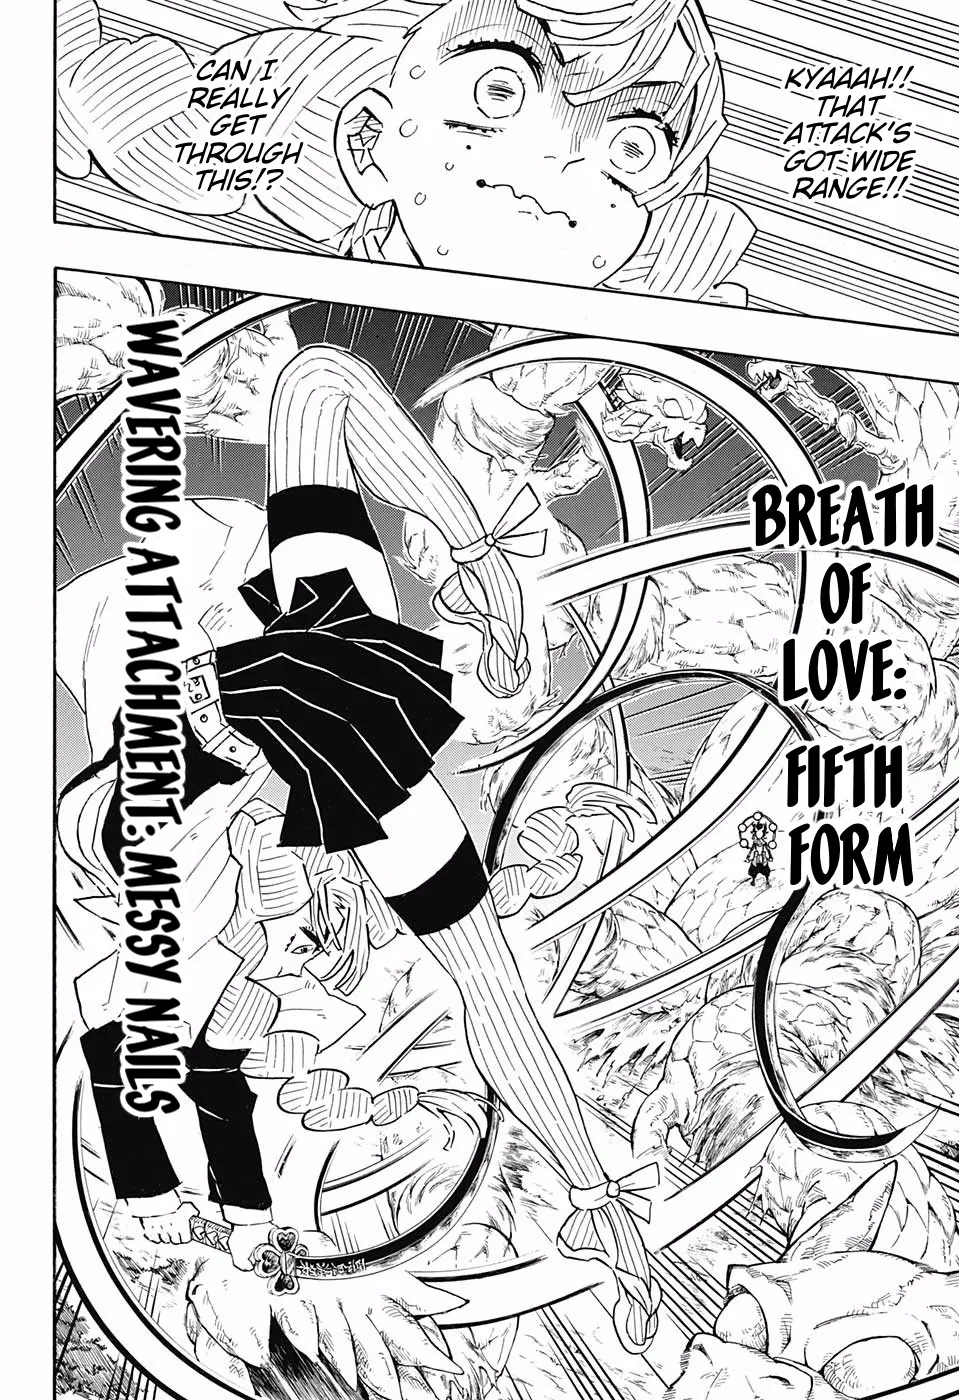 KYAAAH!!
THAT
ATTACK'S
GOT WIDE
RANGE!!
CAN I
REALLY
GET
THROUGH
THIS!?
BREATH
OF
LOVE:
FIFTH
FORM
WAVERING ATTACHMENT: MESSY NAILS